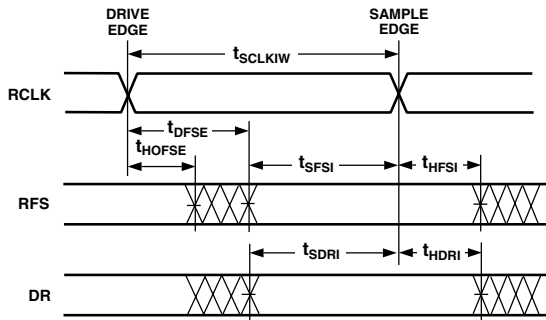 DRIVE EDGE
SAMPLE EDGE
tSCLKIW
RCLK
tDFSE
tHOFSE
tSFSI
tHFSI
RFS
tSDRI
tHDRI
DR